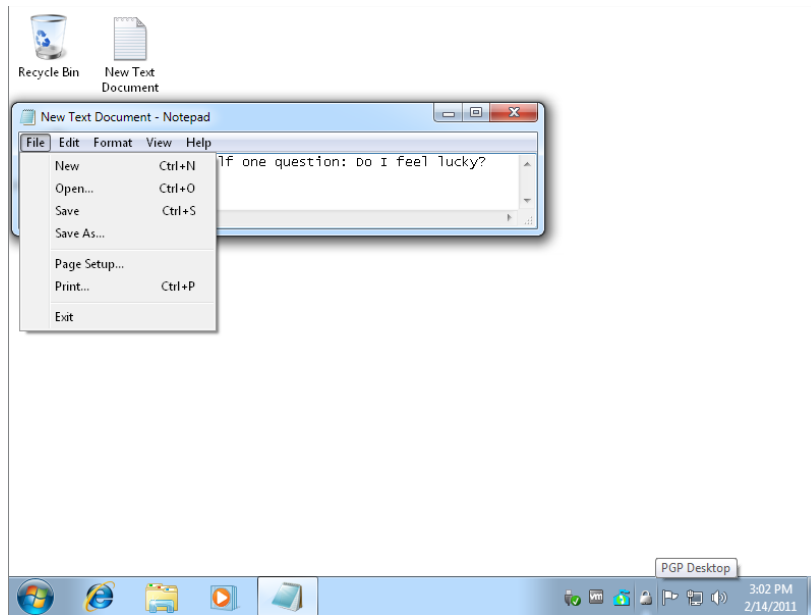 Recycle Bin
New Text
Document
New Text Document - Notepad
File Edit Format View Help
lf one question: Do I feel lucky?
New Ctrl+N
Open... Ctrl+O
Save Ctrl+S
Save As...
Page Setup...
Print... Ctrl+P
Exit
PGP Desktop
3:02 PM
2/14/2011